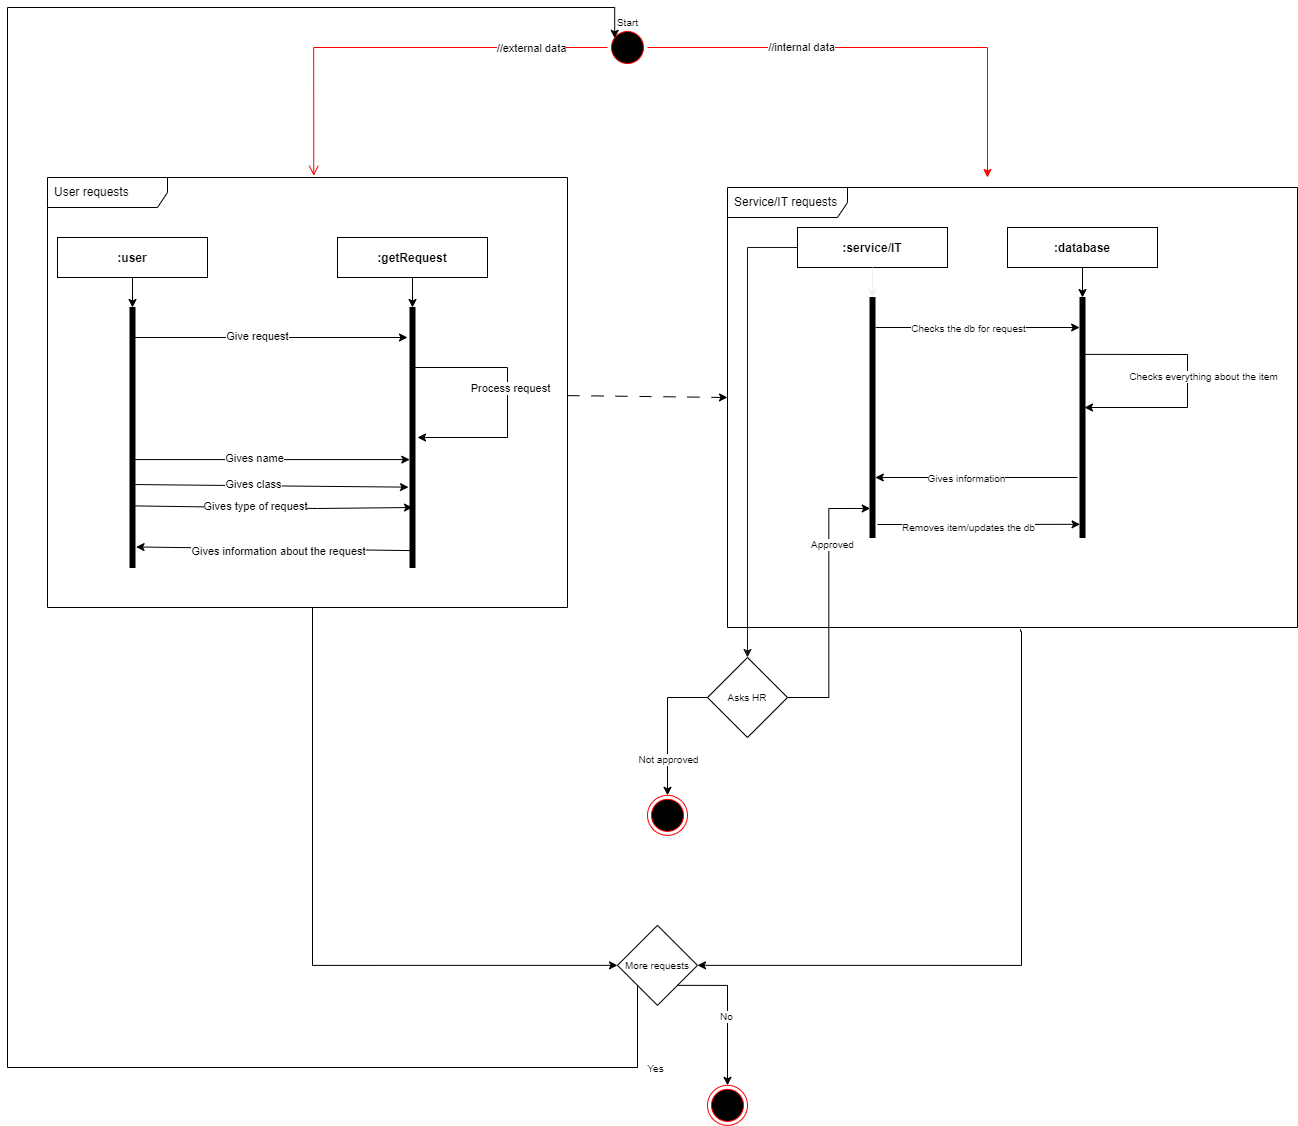 Start
//external data
//internal data
User requests
Service/IT requests
:user
:getRequest
:service/IT
:database
Give request
Checks the db for request
Process request
Checks everything about the item
Gives name
Gives class
Gives type of request
Gives information
Removes item/updates the db
Gives information about the request
Approved
Asks HR
Not approved
More requests
No
Yes